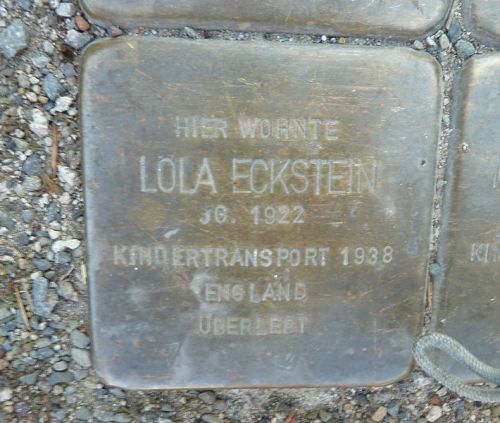 HIER WOHNTE
LOLA ECKSTEIN
JG. 1922
KINDERTRANSPORT 1938
ENGLAND
ÜBERLEBT